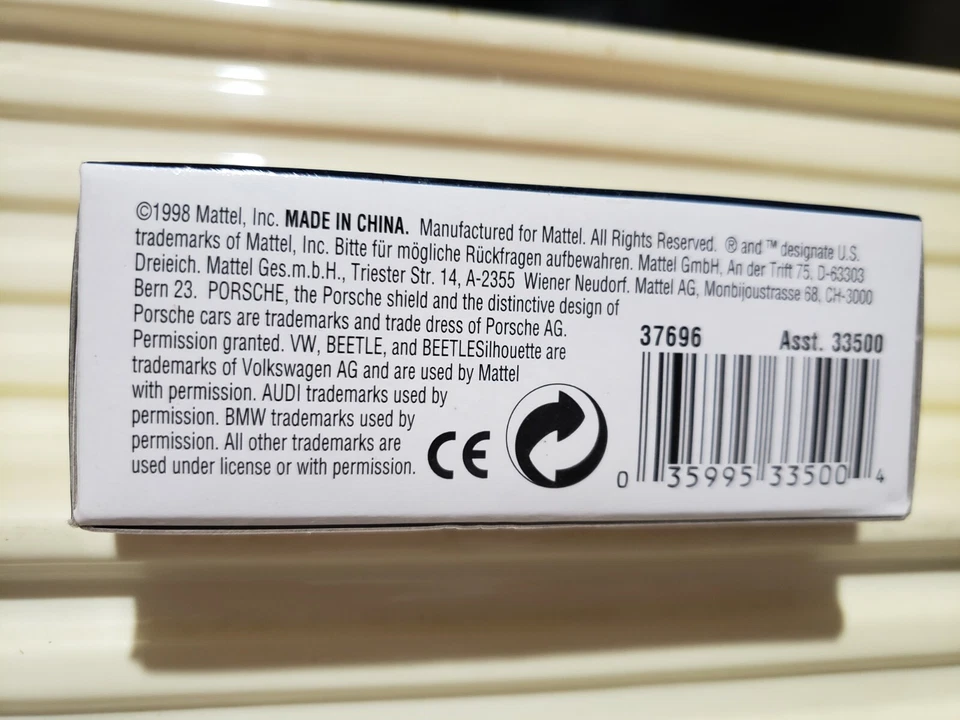 ©1998 Mattel, Inc. MADE IN CHINA. Manufactured for Mattel. All Rights Reserved. ® and ™ designate U.S.
trademarks of Mattel, Inc. Bitte für mögliche Rückfragen aufbewahren. Mattel GmbH, An der Trift 75, D-63303
Dreieich. Mattel Ges.m.b.H., Triester Str. 14, A-2355 Wiener Neudorf. Mattel AG, Monbijoustrasse 68, CH-3000
Bern 23. PORSCHE, the Porsche shield and the distinctive design of
Porsche cars are trademarks and trade dress of Porsche AG.
Permission granted. VW, BEETLE, and BEETLESilhouette are
trademarks of Volkswagen AG and are used by Mattel
with permission. AUDI trademarks used by
permission. BMW trademarks used by
permission. All other trademarks are
used under license or with permission.
CE
37696 Asst. 33500
0 35995 33500 4